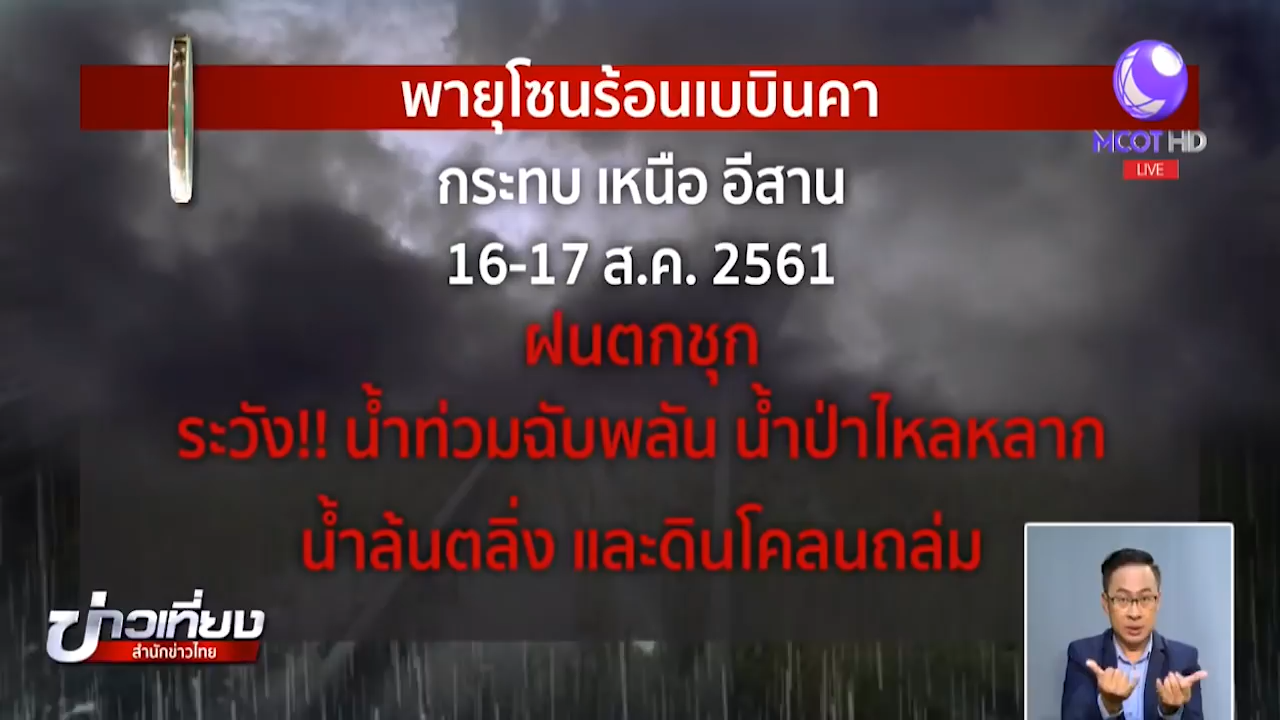 พายุโซนร้อนเบบินคา
MCOT HD
LIVE
กระทบ เหนือ อีสาน
16-17 ส.ค. 2561
ฝนตกชุก
ระวัง!! น้ำท่วมฉับพลัน น้ำป่าไหลหลาก
น้ำล้นตลิ่ง และดินโคลนถล่ม
ข่าวเที่ยง
สำนักข่าวไทย